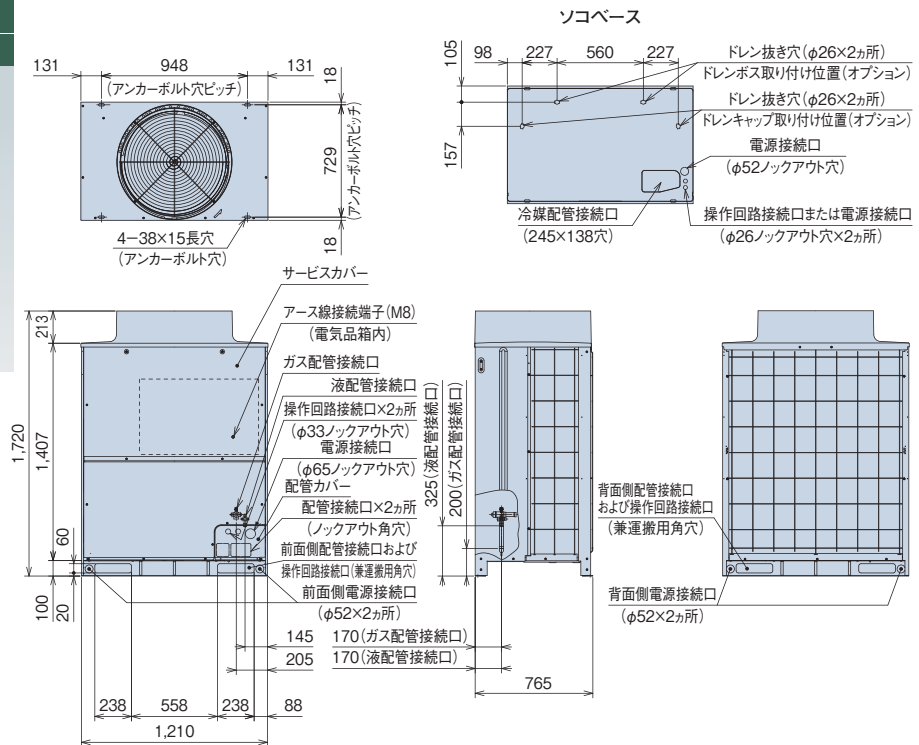 ソコベース
131
948
131
(アンカーボルト穴ピッチ)
18
729
(アンカーボルト穴ピッチ)
18
4−38×15長穴
(アンカーボルト穴)
105
98
227
560
227
157
ドレン抜き穴(φ26×2ヵ所)
ドレンボス取り付け位置(オプション)
ドレン抜き穴(φ26×2ヵ所)
ドレンキャップ取り付け位置(オプション)
電源接続口
(φ52ノックアウト穴)
冷媒配管接続口
(245×138穴)
操作回路接続口または電源接続口
(φ26ノックアウト穴×2ヵ所)
サービスカバー
アース線接続端子(M8)
(電気品箱内)
ガス配管接続口
液配管接続口
操作回路接続口×2ヵ所
(φ33ノックアウト穴)
電源接続口
(φ65ノックアウト穴)
配管カバー
配管接続口×2ヵ所
(ノックアウト角穴)
前面側配管接続口および
操作回路接続口(兼運搬用角穴)
前面側電源接続口
(φ52×2ヵ所)
213
1,720
1,407
60
100
20
145
205
238
558
238
88
1,210
325(液配管接続口)
200(ガス配管接続口)
170(ガス配管接続口)
170(液配管接続口)
765
背面側配管接続口
および操作回路接続口
(兼運搬用角穴)
背面側電源接続口
(φ52×2ヵ所)